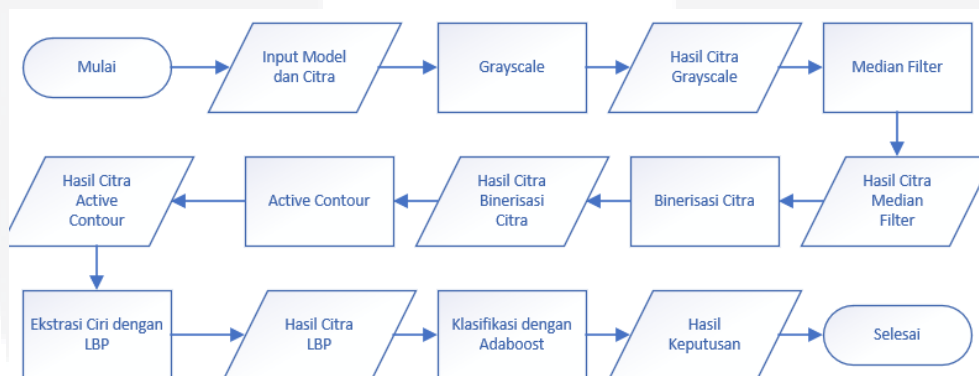 Mulai
Input Model
dan Citra
Grayscale
Hasil Citra
Grayscale
Median Filter
Hasil Citra
Median
Filter
Binerisasi Citra
Hasil Citra
Binerisasi
Citra
Active Contour
Hasil Citra
Active
Contour
Ekstrasi Ciri dengan
LBP
Hasil Citra
LBP
Klasifikasi dengan
Adaboost
Hasil
Keputusan
Selesai